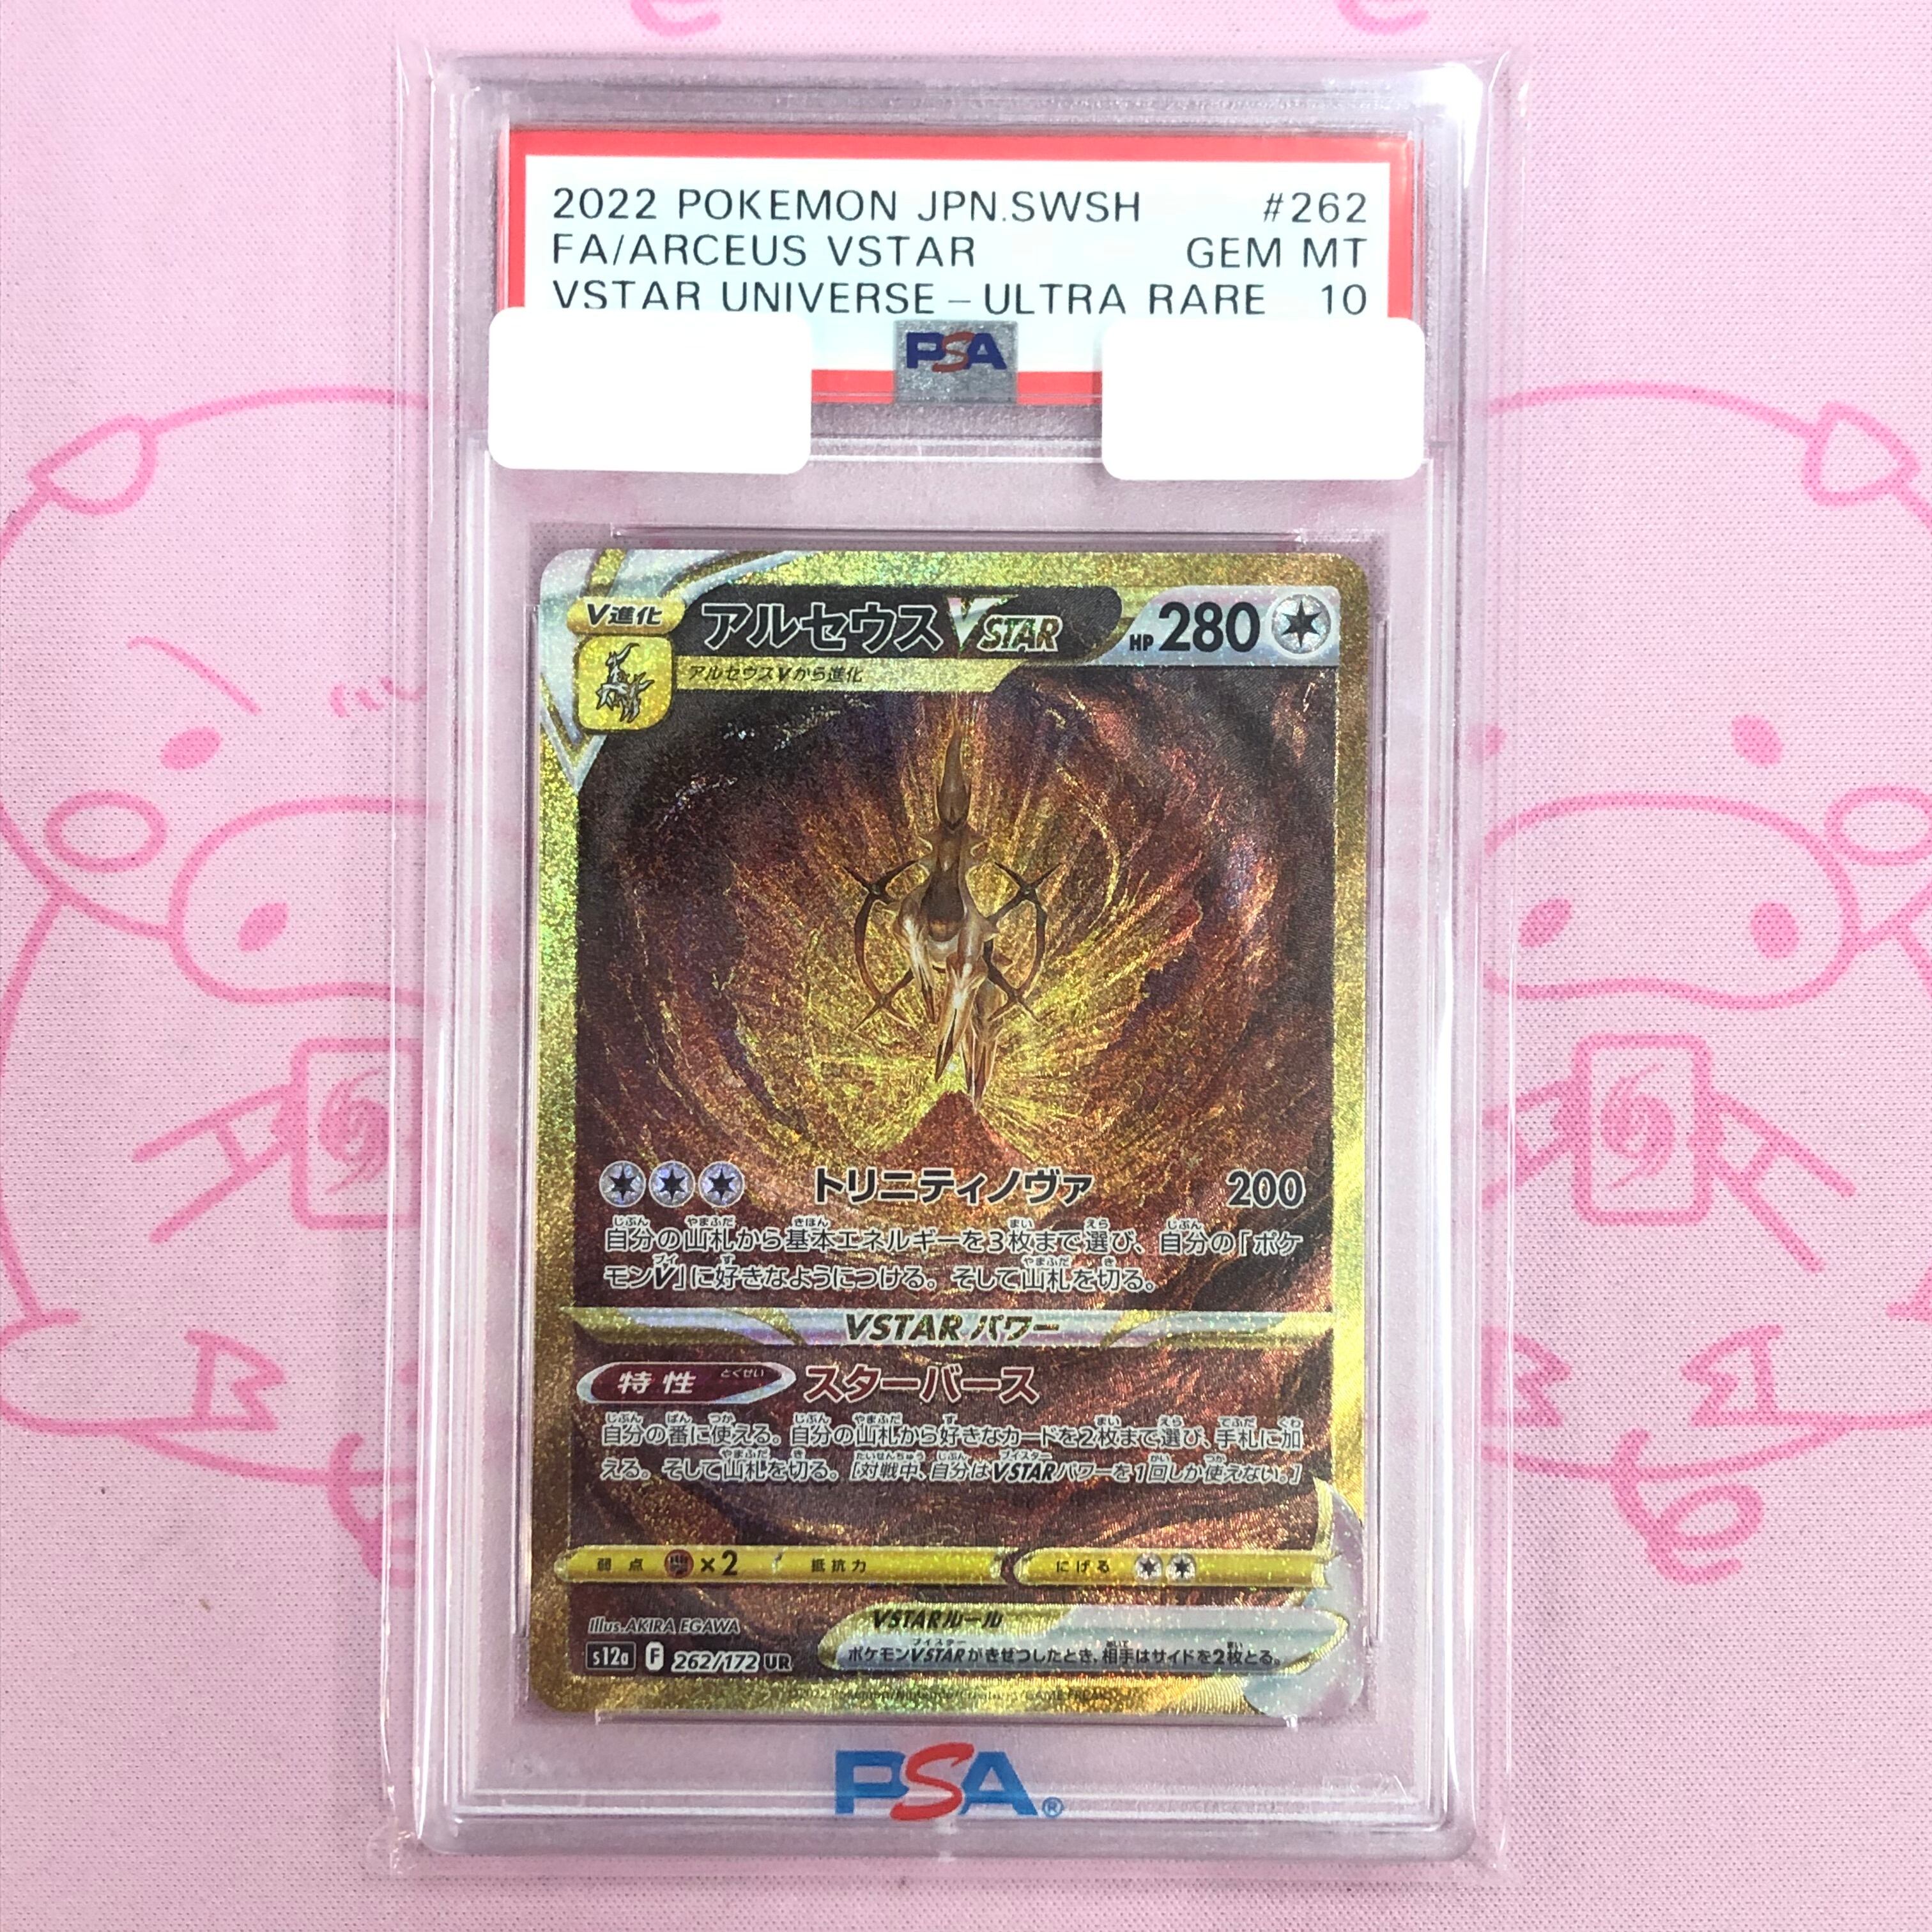 2022 POKEMON JPN.SWSH #262
FA/ARCEUS VSTAR GEM MT
VSTAR UNIVERSE - ULTRA RARE 10
PSA
V進化 アルセウスVSTAR HP 280
アルセウスVから進化
トリニティノヴァ 200
自分の山札から基本エネルギーを3枚まで選び、自分の「ポケ
モンV」に好きなようにつける。そして山札を切る。
VSTARパワー
特性 とくせい スターバース
自分の番に使える。自分の山札から好きなカードを2枚まで選び、手札に加
える。そして山札を切る。[対戦中、自分はVSTARパワーを1回しか使えない。]
弱点 ×2 抵抗力 にげる
Illus. AKIRA EGAWA
VSTARルール
ポケモンVSTARがきぜつしたとき、相手はサイドを2枚とる。
s12a F 262/172 UR
PSA®